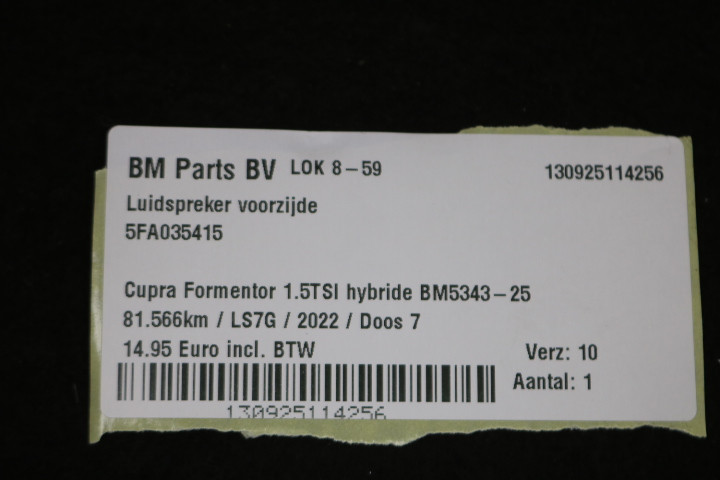 BM Parts BV LOK 8-59 130925114256
Luidspreker voorzijde
5FA035415
Cupra Formentor 1.5TSI hybride BM5343-25
81.566km / LS7G / 2022 / Doos 7
14.95 Euro incl. BTW Verz: 10
Aantal: 1
130925114256